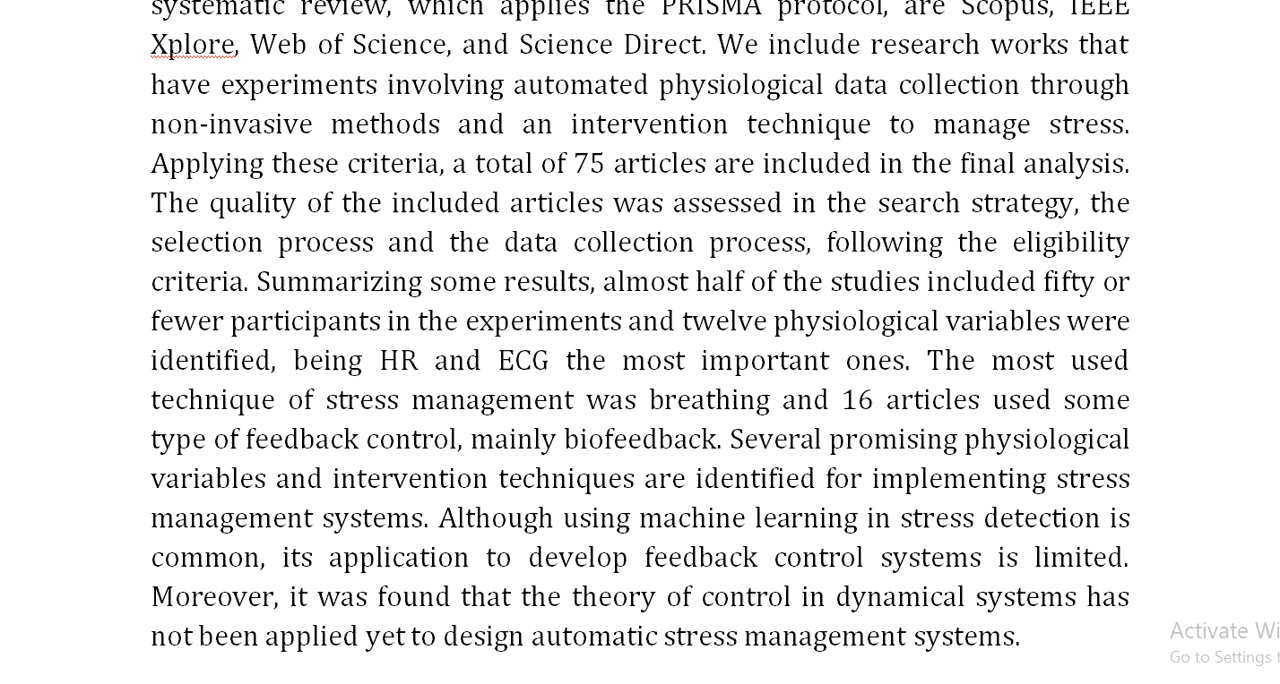 systematic review, which applies the PRISMA protocol, are Scopus, IEEE
Xplore, Web of Science, and Science Direct. We include research works that
have experiments involving automated physiological data collection through
non-invasive methods and an intervention technique to manage stress.
Applying these criteria, a total of 75 articles are included in the final analysis.
The quality of the included articles was assessed in the search strategy, the
selection process and the data collection process, following the eligibility
criteria. Summarizing some results, almost half of the studies included fifty or
fewer participants in the experiments and twelve physiological variables were
identified, being HR and ECG the most important ones. The most used
technique of stress management was breathing and 16 articles used some
type of feedback control, mainly biofeedback. Several promising physiological
variables and intervention techniques are identified for implementing stress
management systems. Although using machine learning in stress detection is
common, its application to develop feedback control systems is limited.
Moreover, it was found that the theory of control in dynamical systems has
not been applied yet to design automatic stress management systems.
Activate Wi
Go to Settings t